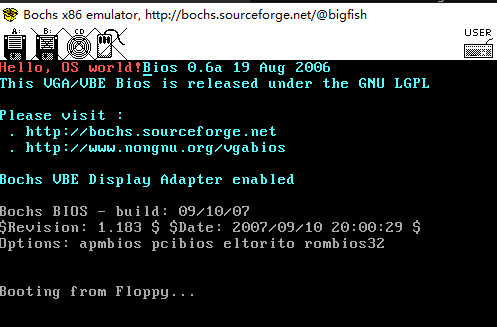 Bochs x86 emulator, http://bochs.sourceforge.net/@bigfish
A:
B:
CD
USER
Hello, OS world!Bios 0.6a 19 Aug 2006
This VGA/VBE Bios is released under the GNU LGPL
Please visit :
. http://bochs.sourceforge.net
. http://www.nongnu.org/vgabios
Bochs VBE Display Adapter enabled
Bochs BIOS - build: 09/10/07
$Revision: 1.183 $ $Date: 2007/09/10 20:00:29 $
Options: apmbios pcibios eltorito rombios32
Booting from Floppy...